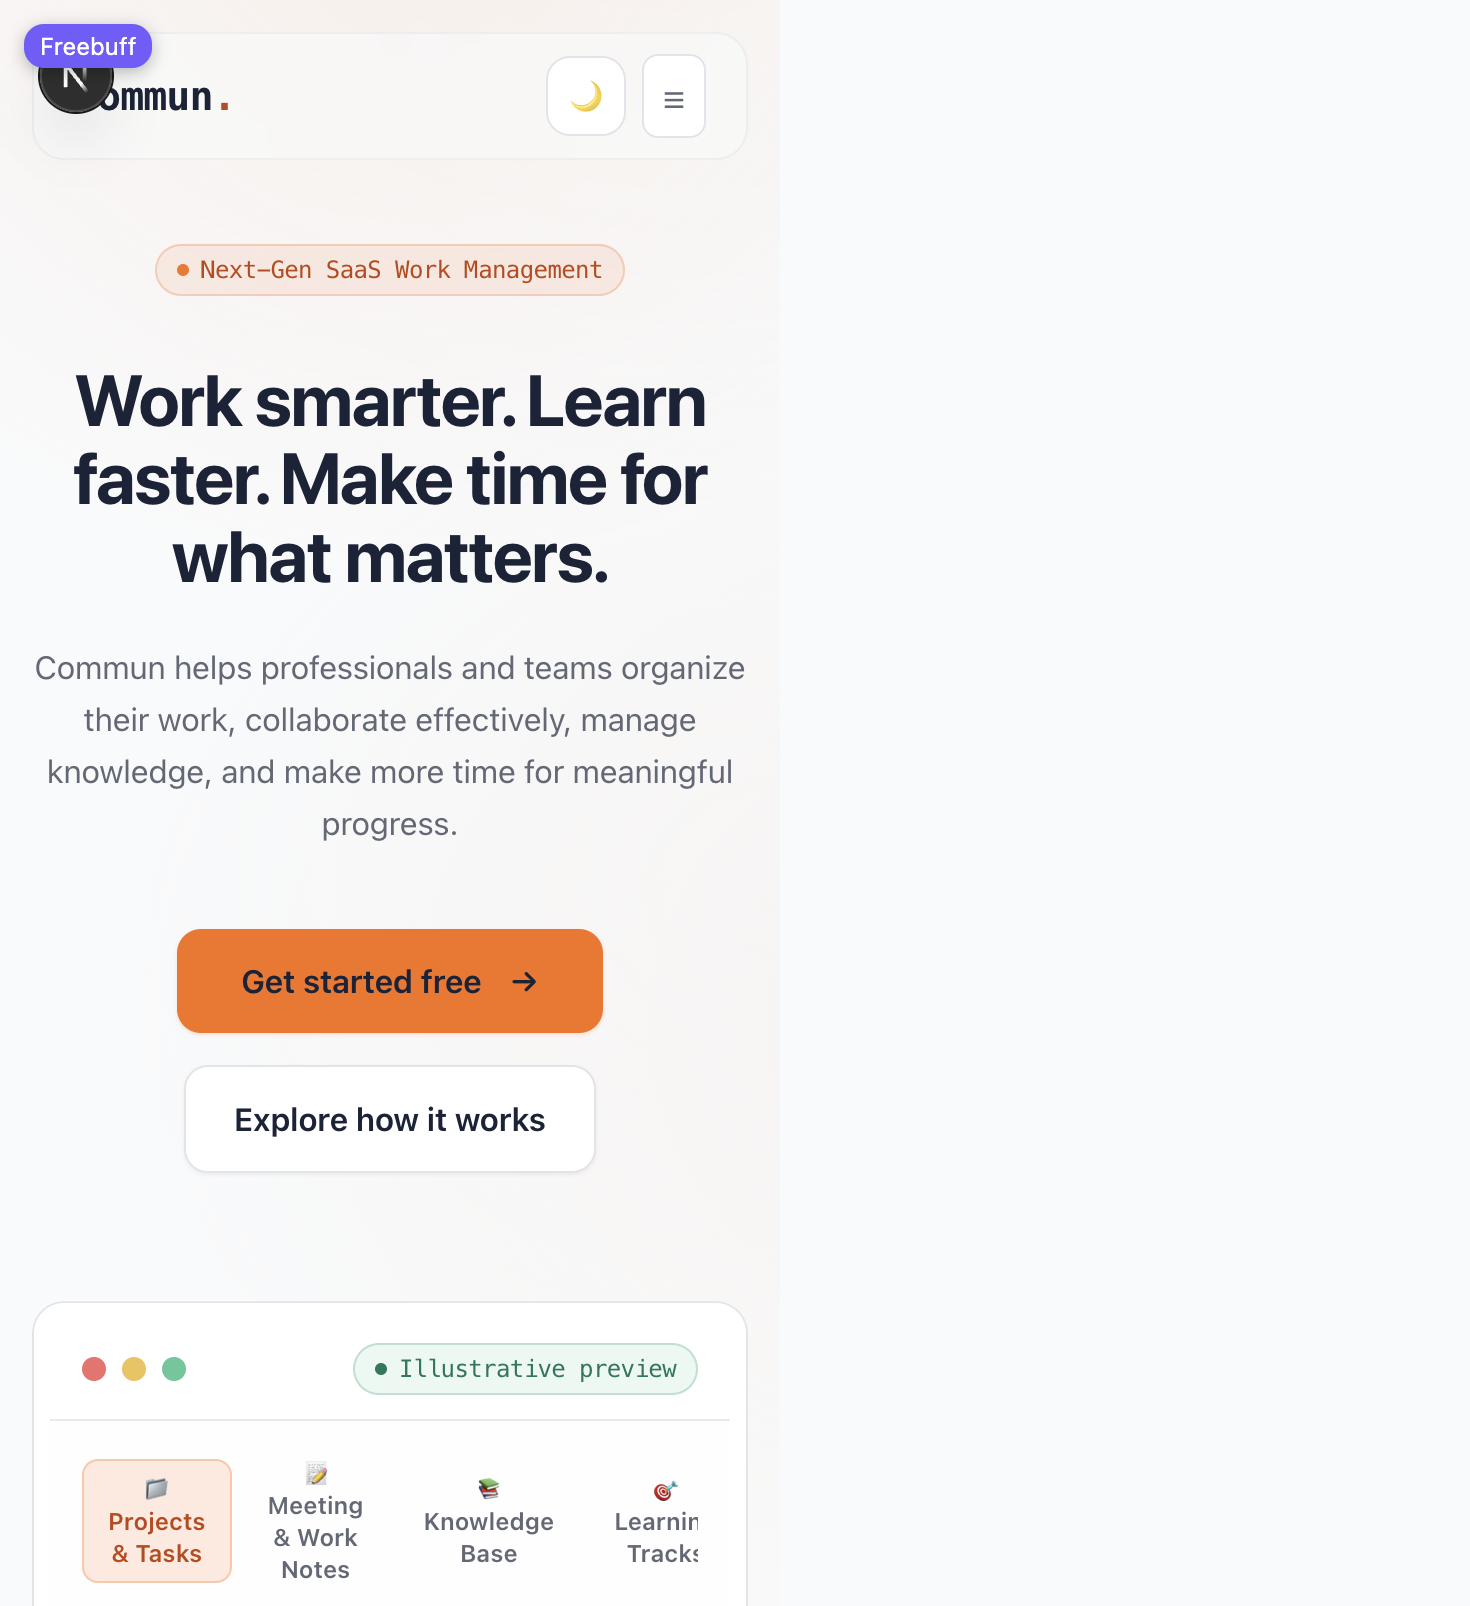 Freebuff
N
ommun.
Next-Gen SaaS Work Management
Work smarter. Learn
faster. Make time for
what matters.
Commun helps professionals and teams organize
their work, collaborate effectively, manage
knowledge, and make more time for meaningful
progress.
Get started free →
Explore how it works
Illustrative preview
Projects
& Tasks
Meeting
& Work
Notes
Knowledge
Base
Learnin
Tracks